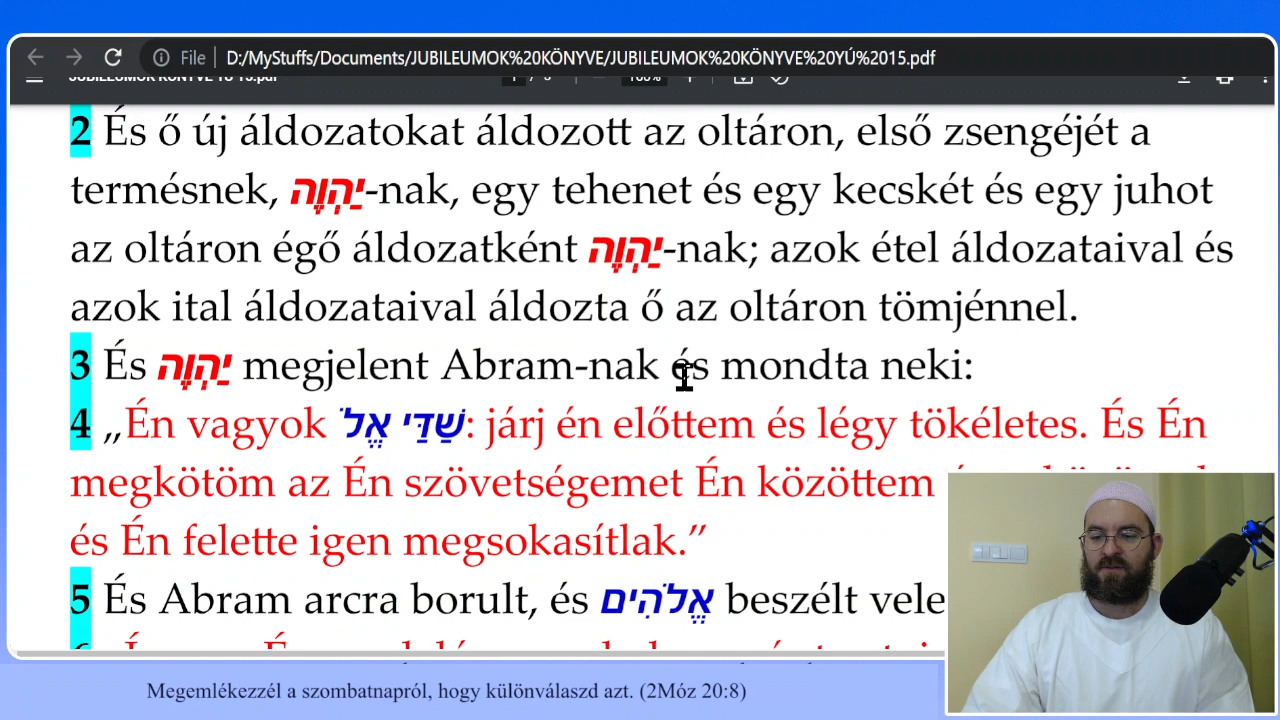 File D:/MyStuffs/Documents/JUBILEUMOK%20KÖNYVE/JUBILEUMOK%20KÖNYVE%20YÚ%2015.pdf
2 És ő új áldozatokat áldozott az oltáron, első zsengéjét a
termésnek, יַהְוֶה-nak, egy tehenet és egy kecskét és egy juhot
az oltáron égő áldozatként יַהְוֶה-nak; azok étel áldozataival és
azok ital áldozataival áldozta ő az oltáron tömjénnel.
3 És יַהְוֶה megjelent Abram-nak és mondta neki:
4 „Én vagyok שַׁדַּי אֱלֹ: járj én előttem és légy tökéletes. És Én
megkötöm az Én szövetségemet Én közöttem
és Én felette igen megsokasítlak.”
5 És Abram arcra borult, és אֱלֹהִים beszélt vele
Megemlékezzél a szombatnapról, hogy különválaszd azt. (2Móz 20:8)